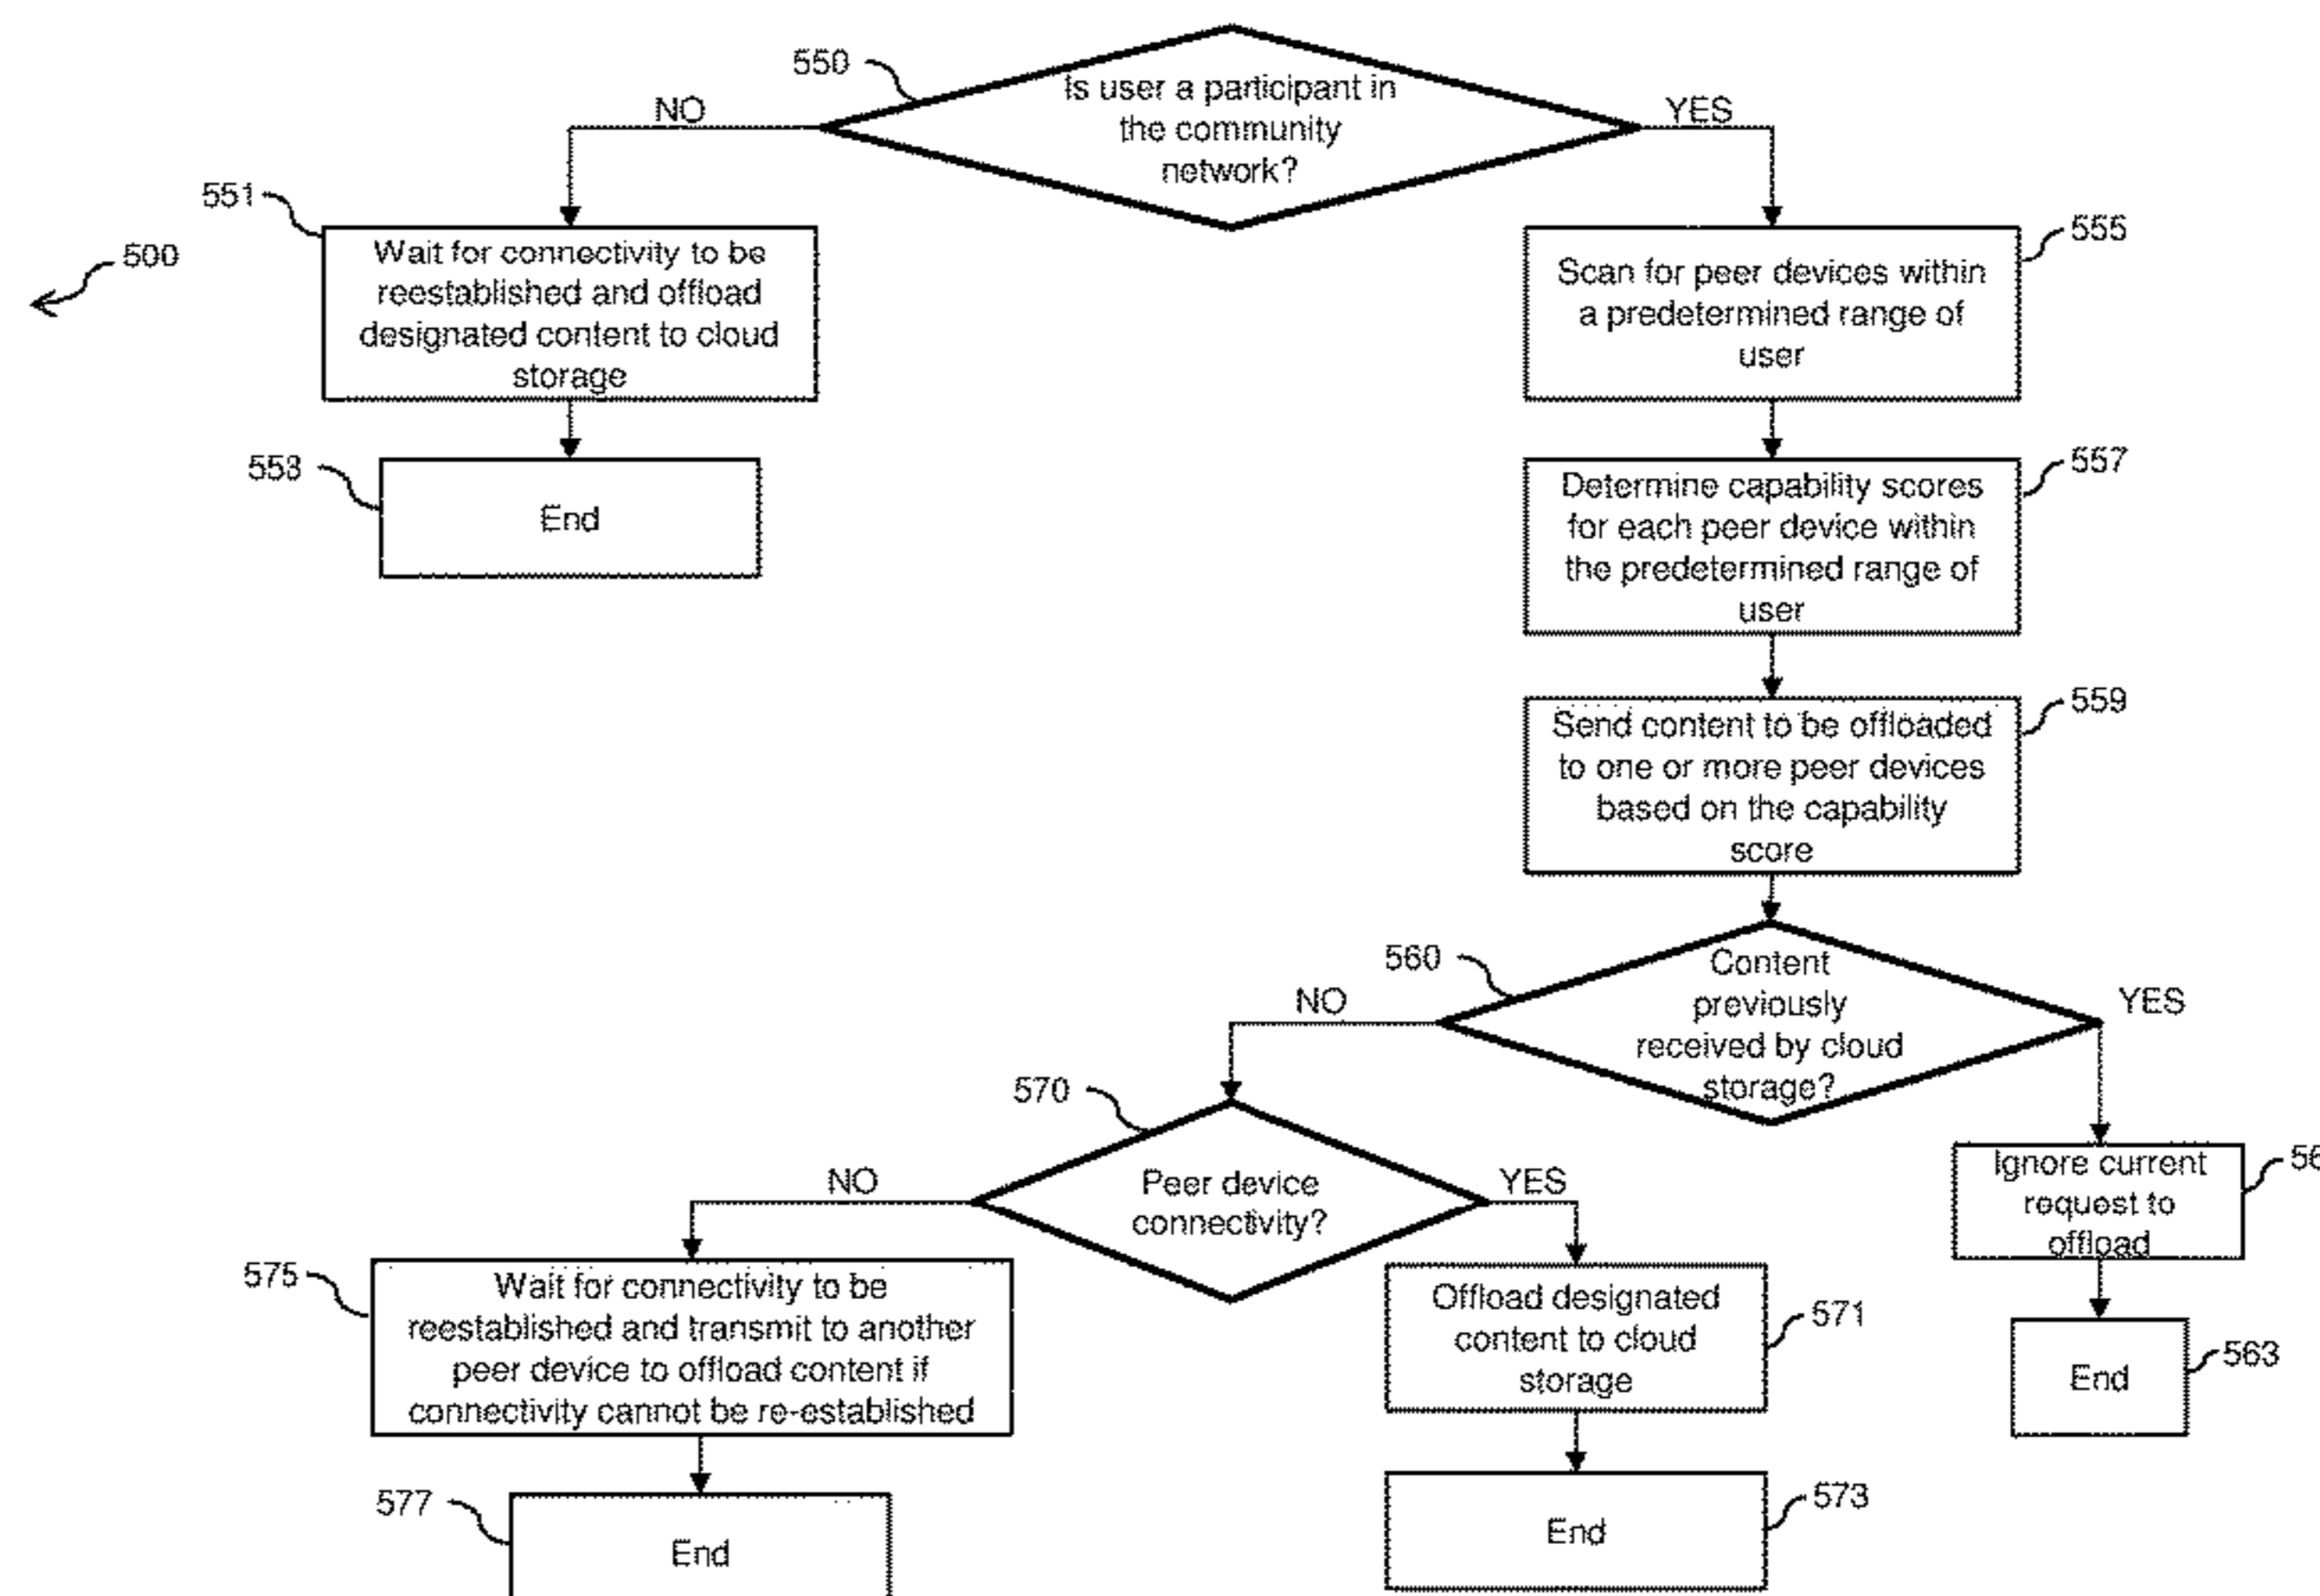 550
Is user a participant in
the community
network?
NO
YES
551
Wait for connectivity to be
reestablished and offload
designated content to cloud
storage
500
555
Scan for peer devices within
a predetermined range of
user
553
End
557
Determine capability scores
for each peer device within
the predetermined range of
user
559
Send content to be offloaded
to one or more peer devices
based on the capability
score
560
Content
previously
received by cloud
storage?
NO
YES
570
Peer device
connectivity?
NO
YES
Ignore current
request to
offload
575
Wait for connectivity to be
reestablished and transmit to another
peer device to offload content if
connectivity cannot be re-established
Offload designated
content to cloud
storage
571
End
563
577
End
End
573